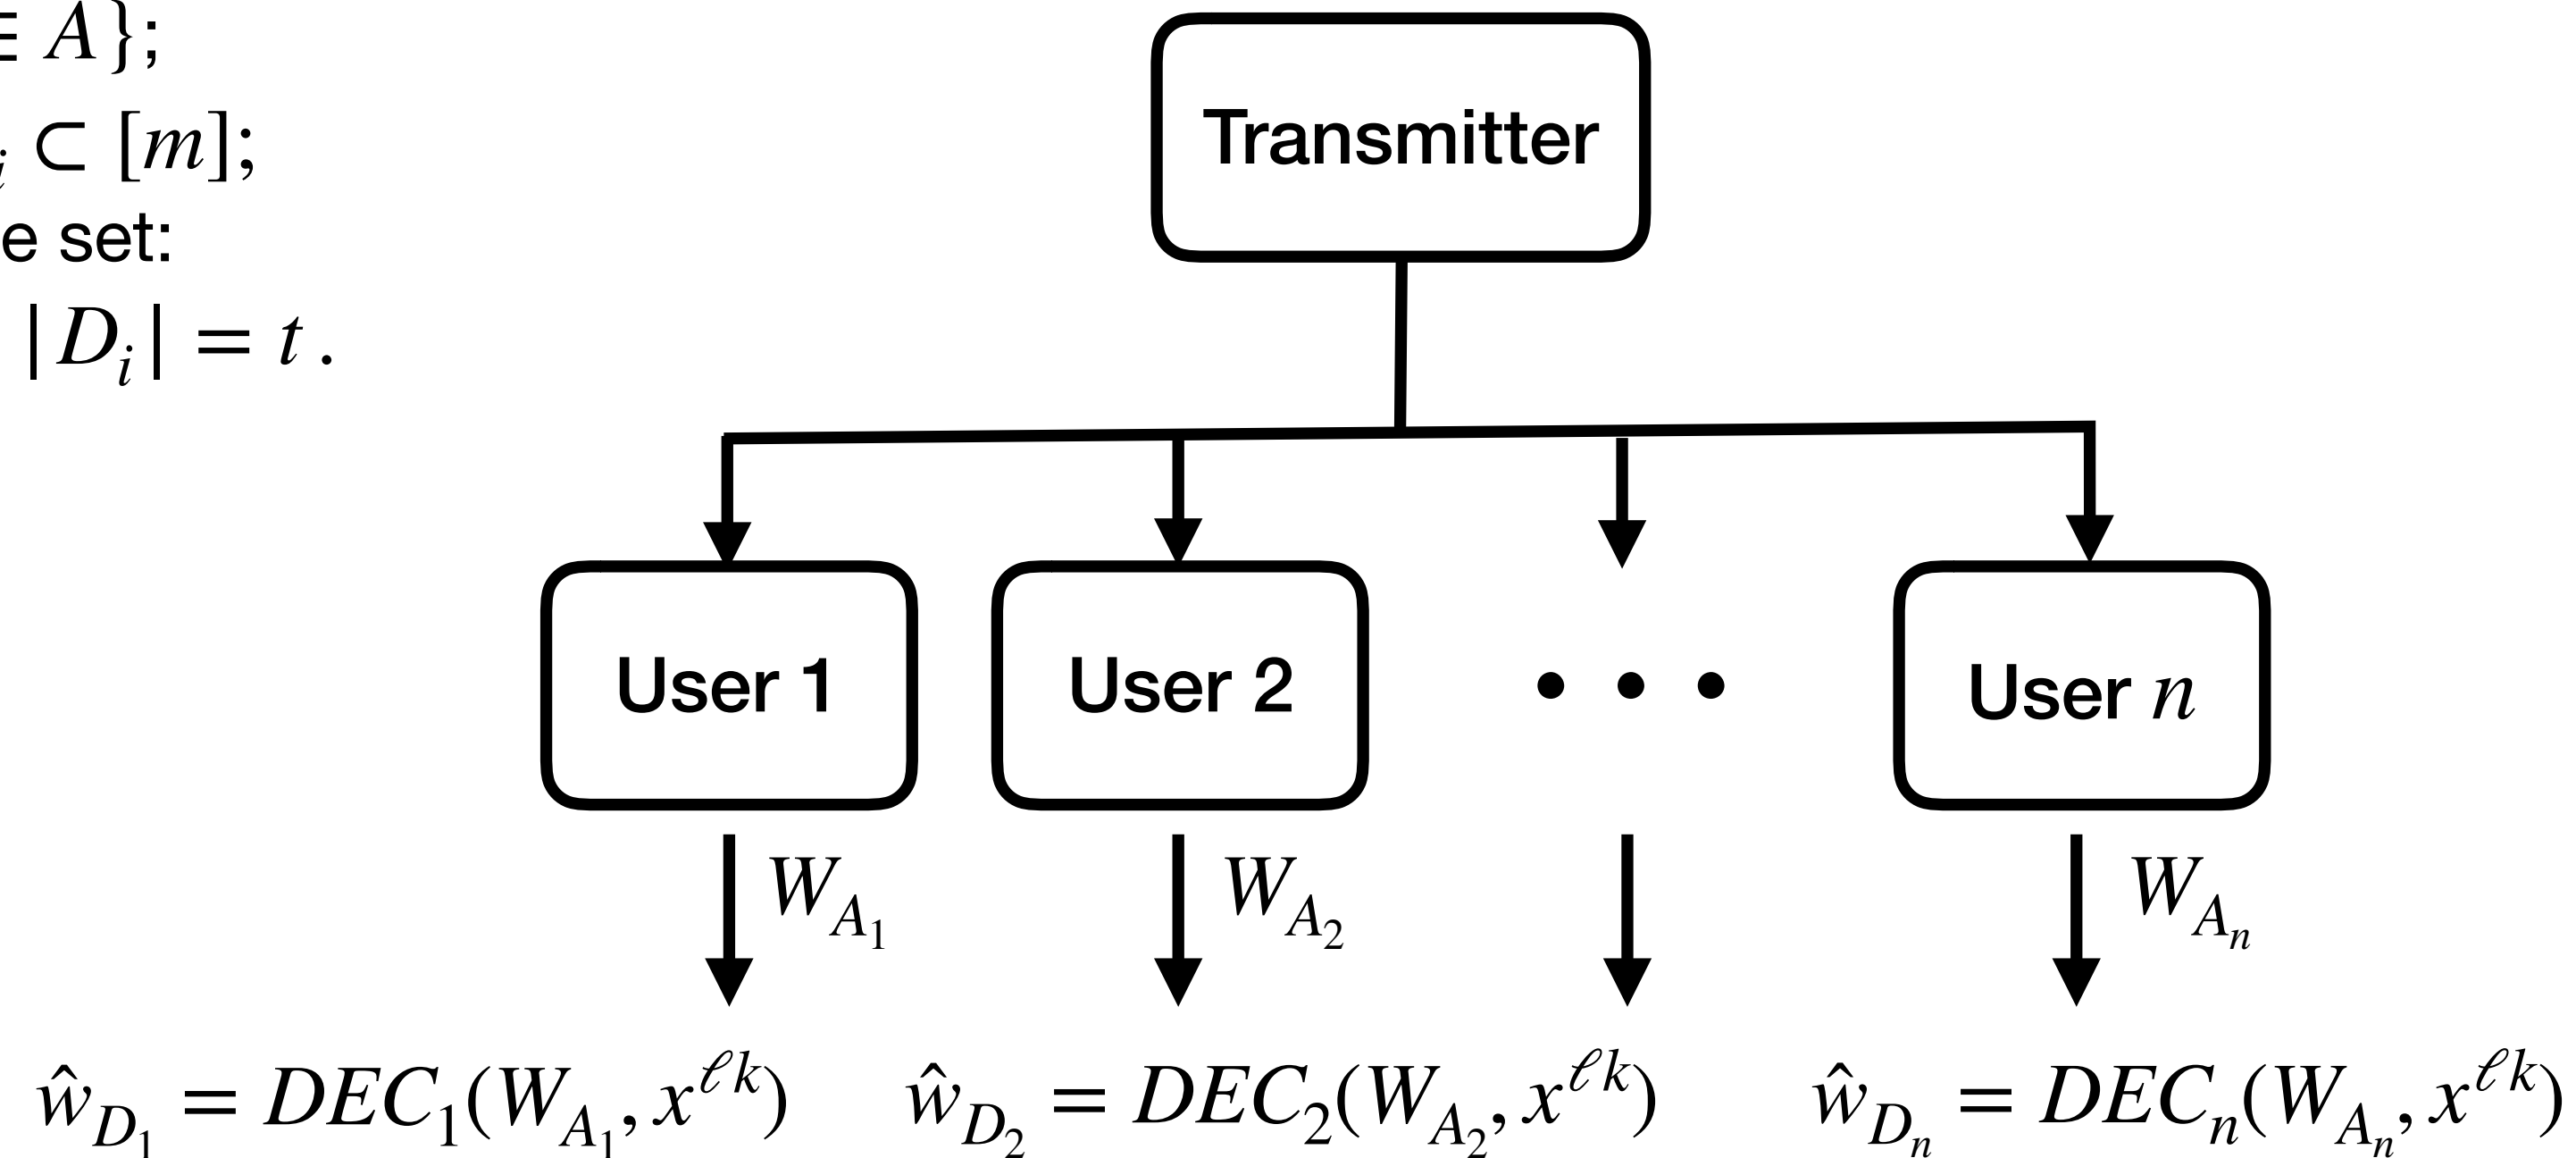 ∈ A};
i ⊂ [m];
e set:
|D_i| = t.
Transmitter
User 1
User 2
• • •
User n
W_{A_1}
W_{A_2}
W_{A_n}
ŵ_{D_1} = DEC_1(W_{A_1}, x^{ℓk})
ŵ_{D_2} = DEC_2(W_{A_2}, x^{ℓk})
ŵ_{D_n} = DEC_n(W_{A_n}, x^{ℓk})